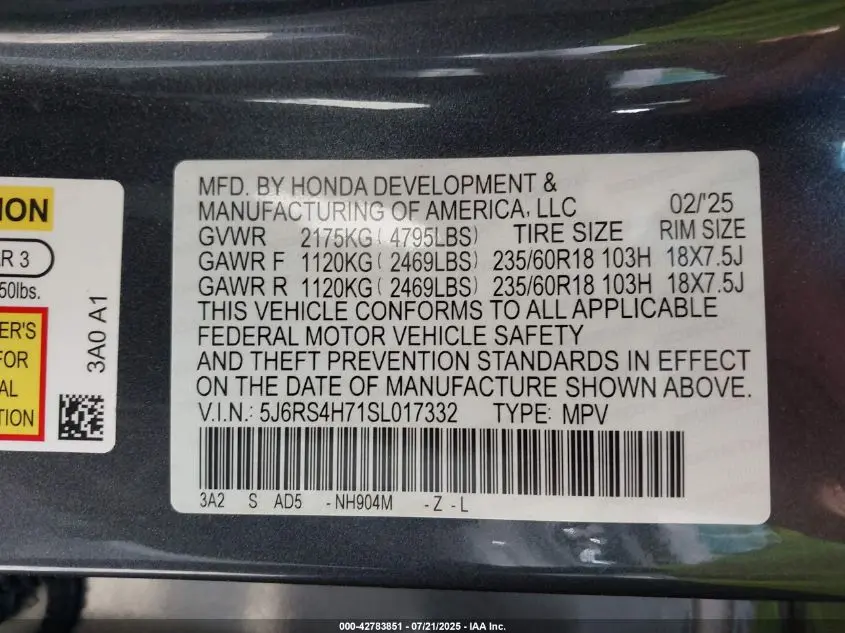 ION
R 3
50lbs.
ER'S
FOR
AL
TION
3A0 A1
MFD. BY HONDA DEVELOPMENT &
MANUFACTURING OF AMERICA, LLC 02/'25
GVWR 2175KG ( 4795LBS) TIRE SIZE RIM SIZE
GAWR F 1120KG ( 2469LBS) 235/60R18 103H 18X7.5J
GAWR R 1120KG ( 2469LBS) 235/60R18 103H 18X7.5J
THIS VEHICLE CONFORMS TO ALL APPLICABLE
FEDERAL MOTOR VEHICLE SAFETY
AND THEFT PREVENTION STANDARDS IN EFFECT
ON THE DATE OF MANUFACTURE SHOWN ABOVE.
V.I.N.: 5J6RS4H71SL017332 TYPE: MPV
3A2 S AD5 -NH904M -Z -L
000-42783851 / 07/21/2025 - IAA Inc.